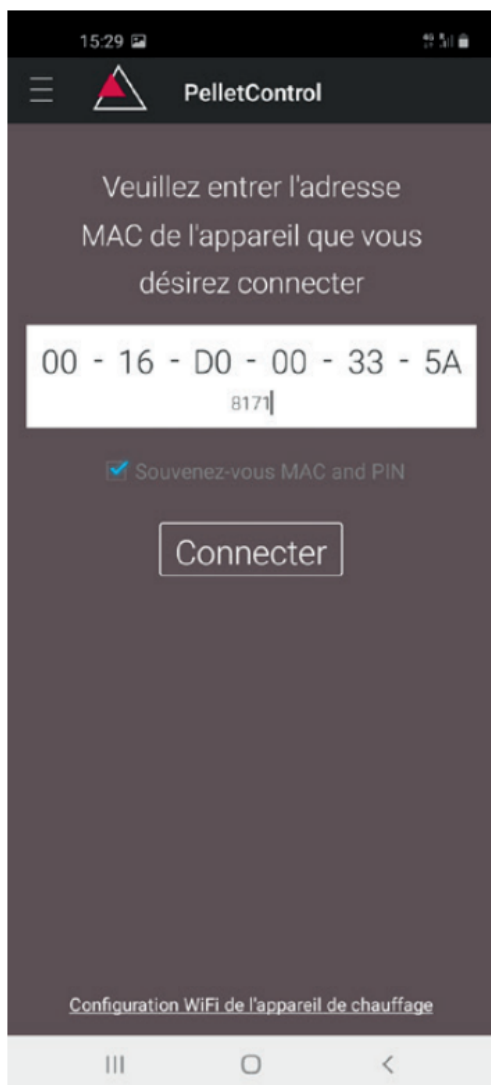 15:29
PelletControl
Veuillez entrer l'adresse
MAC de l'appareil que vous
désirez connecter
00 - 16 - D0 - 00 - 33 - 5A
8171
Souvenez-vous MAC and PIN
Connecter
Configuration WiFi de l'appareil de chauffage